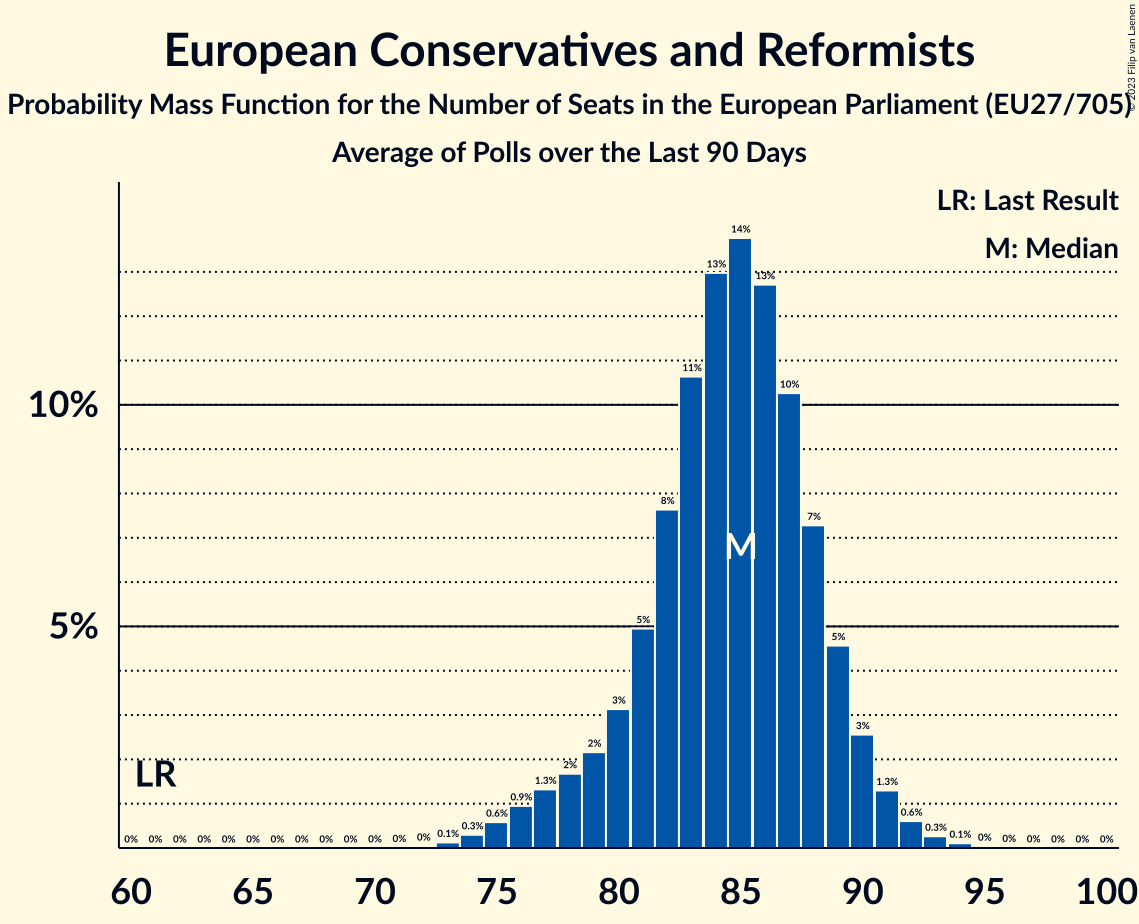 European Conservatives and Reformists
Probability Mass Function for the Number of Seats in the European Parliament (EU27/705)
Average of Polls over the Last 90 Days
© 2023 Filip van Laenen
LR: Last Result
M: Median
14%
13%
13%
11%
10%
10%
8%
7%
M
5%
5%
5%
3%
3%
2%
2%
LR
1.3%
1.3%
0.9%
0.6%
0.6%
0.3%
0.3%
0.1%
0.1%
0% 0% 0% 0% 0% 0% 0% 0% 0% 0% 0% 0% 0% 0% 0% 0% 0% 0% 0%
60 65 70 75 80 85 90 95 100